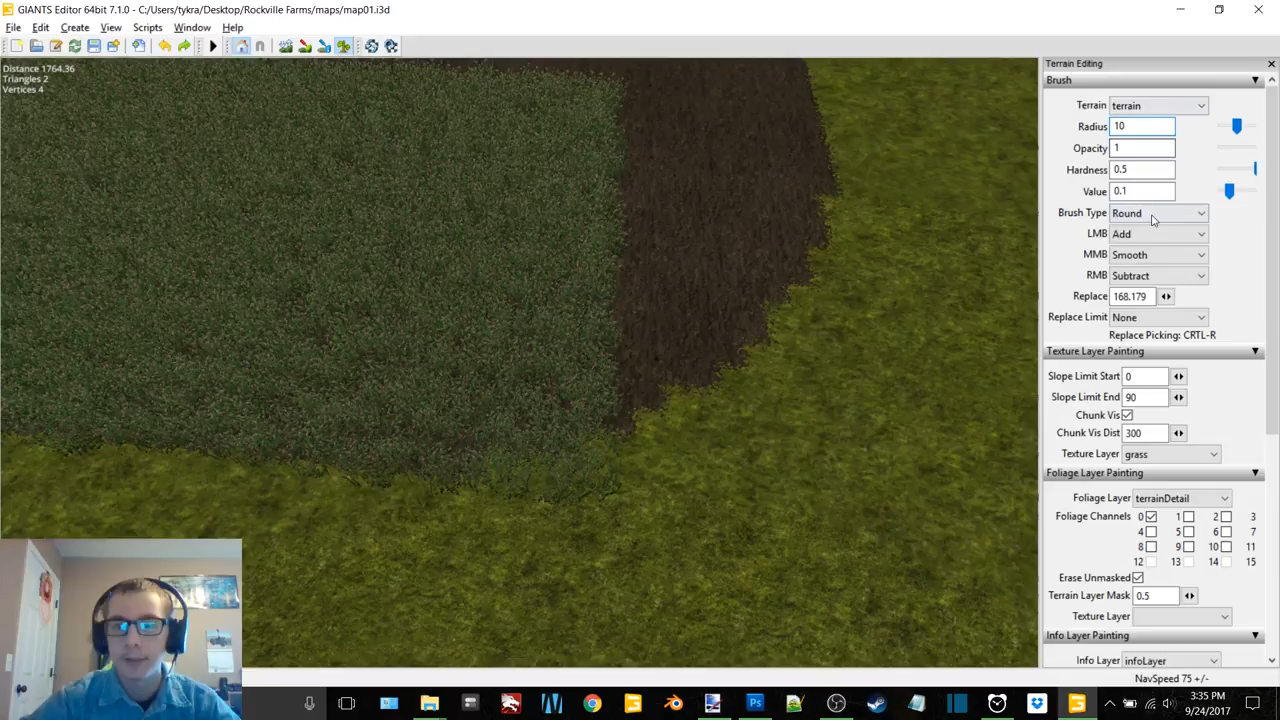 GIANTS Editor 64bit 7.1.0 - C:/Users/tykra/Desktop/Rockville Farms/maps/map01.i3d
File Edit Create View Scripts Window Help
Distance 1764.36
Triangles 2
Vertices 4
Terrain Editing
Brush
Terrain terrain
Radius 10
Opacity 1
Hardness 0.5
Value 0.1
Brush Type Round
LMB Add
MMB Smooth
RMB Subtract
Replace 168.179
Replace Limit None
Replace Picking: CRTL-R
Texture Layer Painting
Slope Limit Start 0
Slope Limit End 90
Chunk Vis
Chunk Vis Dist 300
Texture Layer grass
Foliage Layer Painting
Foliage Layer terrainDetail
Foliage Channels 0 1 2 3
4 5 6 7
8 9 10 11
12 13 14 15
Erase Unmasked
Terrain Layer Mask 0.5
Texture Layer
Info Layer Painting
Info Layer infoLayer
NavSpeed 75 +/-
3:35 PM
9/24/2017